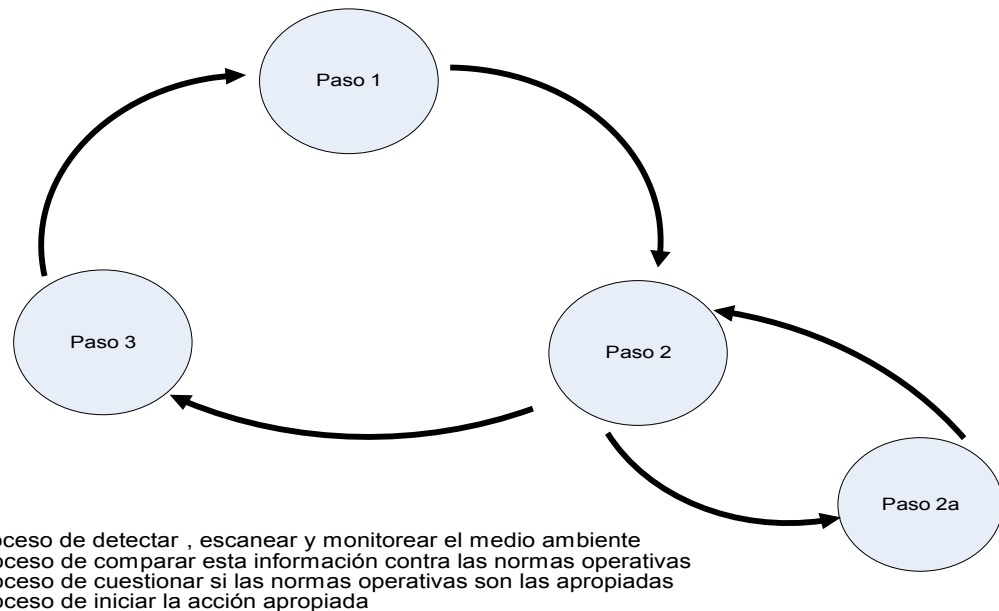 Paso 1
Paso 3
Paso 2
Paso 2a
oceso de detectar , escanear y monitorear el medio ambiente
oceso de comparar esta información contra las normas operativas
oceso de cuestionar si las normas operativas son las apropiadas
oceso de iniciar la acción apropiada